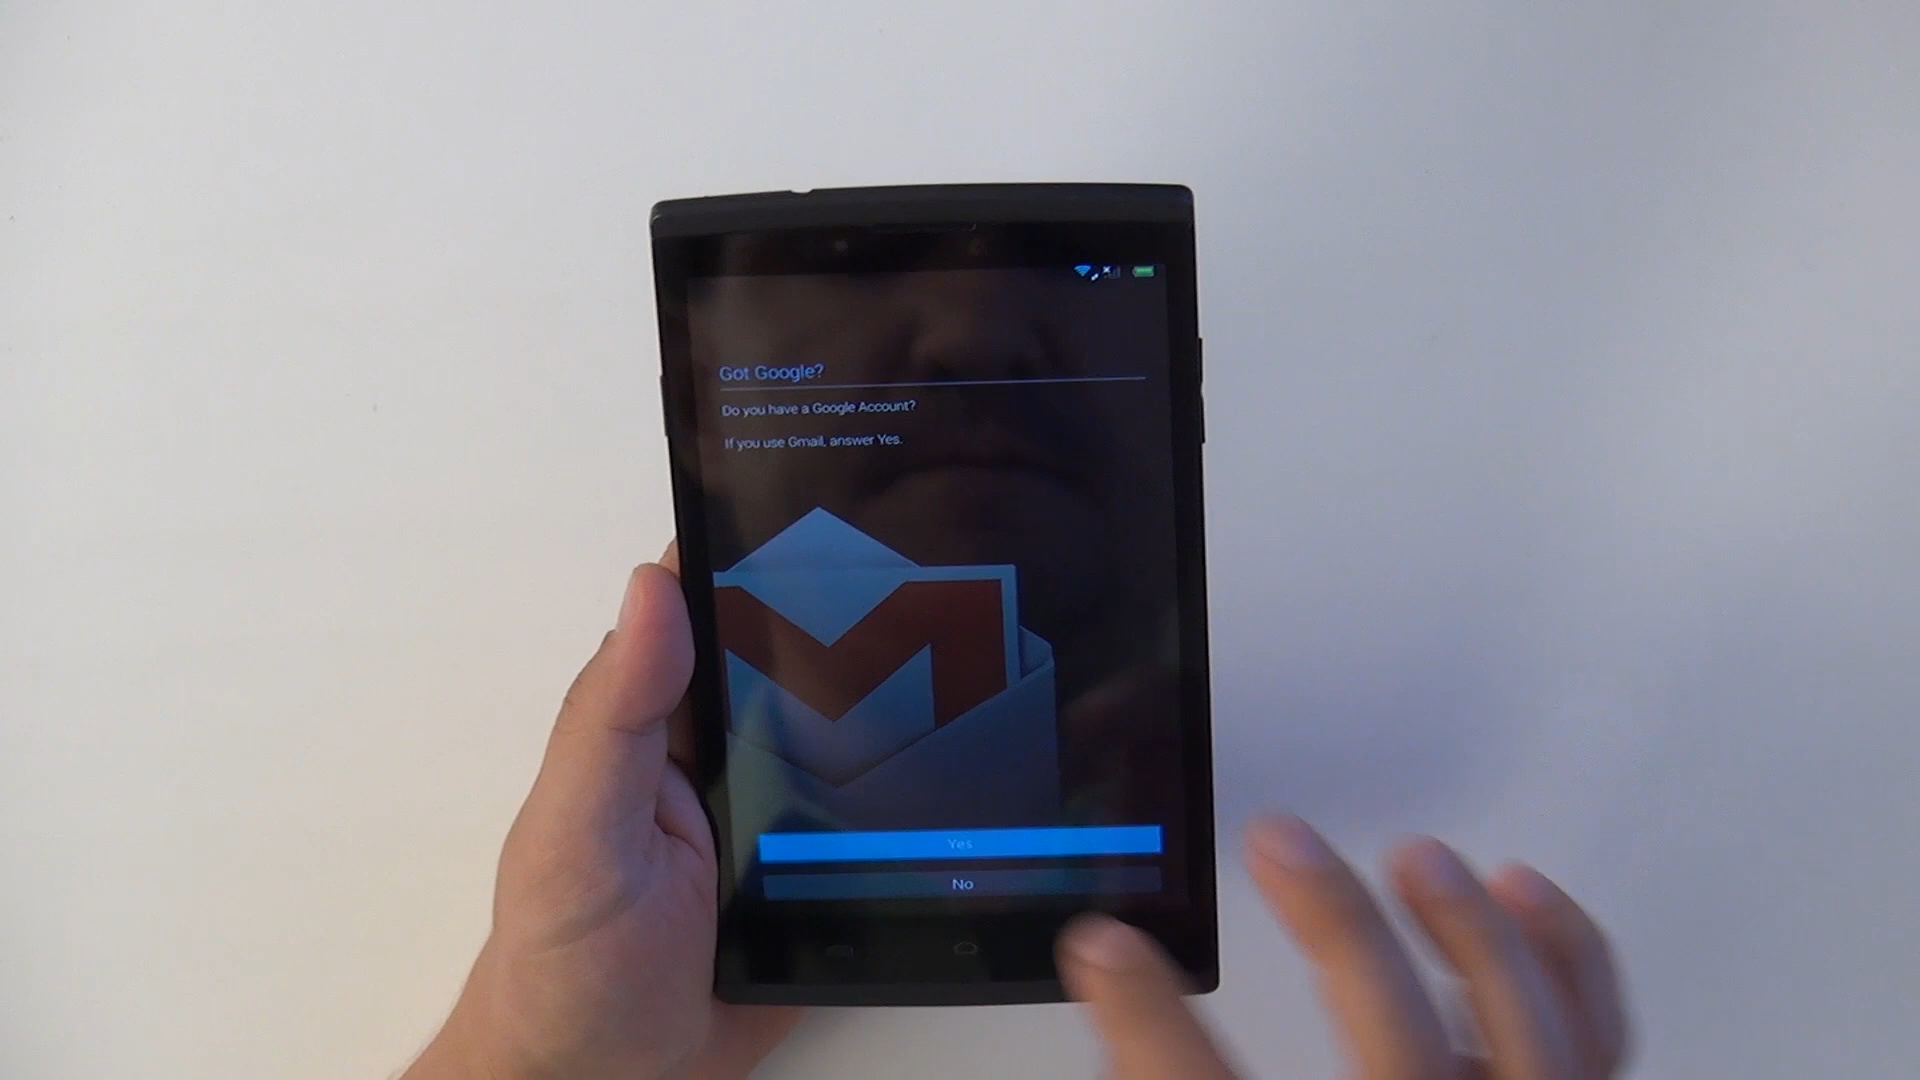 Got Google?
Do you have a Google Account?
If you use Gmail, answer Yes.
Yes
No